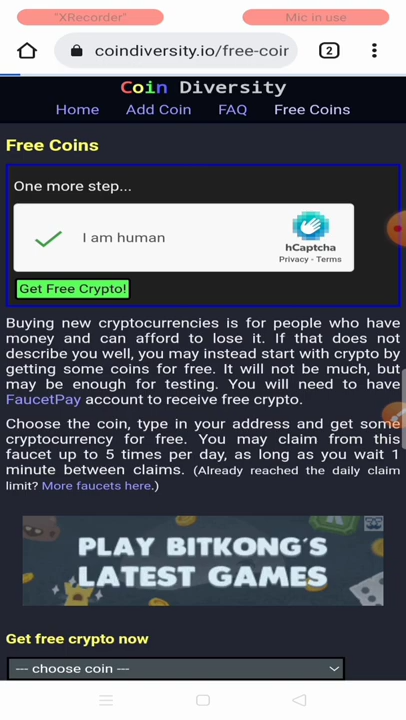 "XRecorder"
Mic in use
coindiversity.io/free-coir
2
Coin Diversity
Home Add Coin FAQ Free Coins
Free Coins
One more step...
I am human
hCaptcha
Privacy - Terms
Get Free Crypto!
Buying new cryptocurrencies is for people who have
money and can afford to lose it. If that does not
describe you well, you may instead start with crypto by
getting some coins for free. It will not be much, but
may be enough for testing. You will need to have
FaucetPay account to receive free crypto.
Choose the coin, type in your address and get some
cryptocurrency for free. You may claim from this
faucet up to 5 times per day, as long as you wait 1
minute between claims. (Already reached the daily claim
limit? More faucets here.)
PLAY BITKONG'S
LATEST GAMES
Get free crypto now
--- choose coin ---